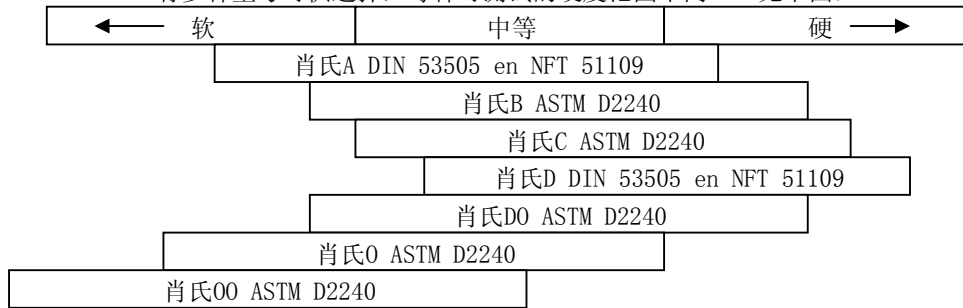 软 中等 硬
肖氏A DIN 53505 en NFT 51109
肖氏B ASTM D2240
肖氏C ASTM D2240
肖氏D DIN 53505 en NFT 51109
肖氏DO ASTM D2240
肖氏O ASTM D2240
肖氏OO ASTM D2240